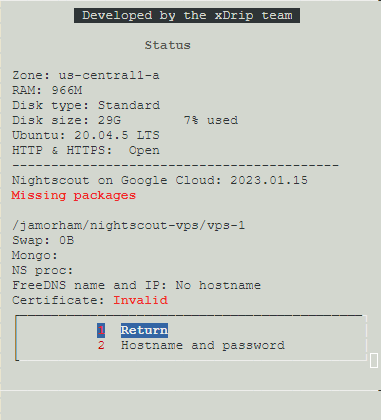 Developed by the xDrip team
Status
Zone: us-central1-a
RAM: 966M
Disk type: Standard
Disk size: 29G 7% used
Ubuntu: 20.04.5 LTS
HTTP & HTTPS: Open
------------------------------------------
Nightscout on Google Cloud: 2023.01.15
Missing packages
/jamorham/nightscout-vps/vps-1
Swap: 0B
Mongo:
NS proc:
FreeDNS name and IP: No hostname
Certificate: Invalid
1 Return
2 Hostname and password